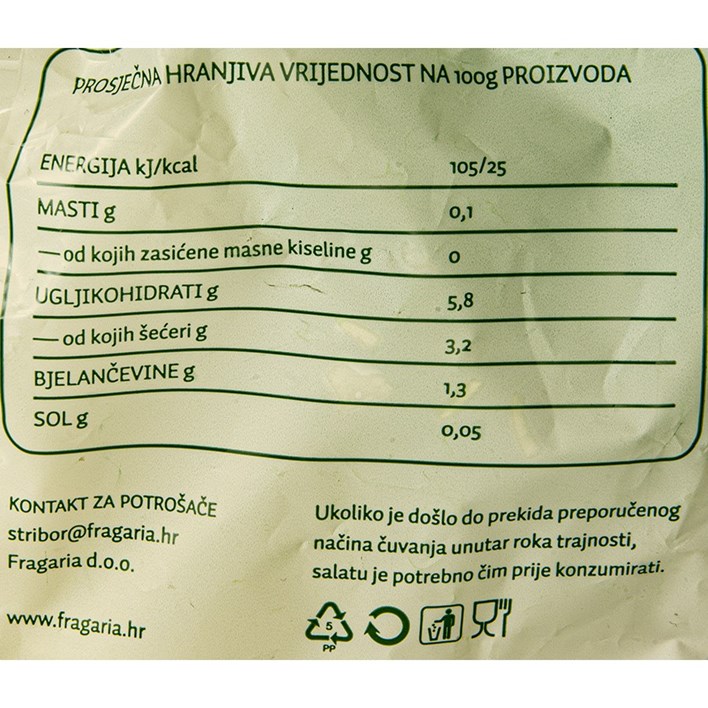 PROSJEČNA HRANJIVA VRIJEDNOST NA 100g PROIZVODA
ENERGIJA kJ/kcal 105/25
MASTI g 0,1
— od kojih zasićene masne kiseline g 0
UGLJIKOHIDRATI g 5,8
— od kojih šećeri g 3,2
BJELANČEVINE g 1,3
SOL g 0,05
KONTAKT ZA POTROŠAČE
stribor@fragaria.hr
Fragaria d.o.o.
www.fragaria.hr
Ukoliko je došlo do prekida preporučenog
načina čuvanja unutar roka trajnosti,
salatu je potrebno čim prije konzumirati.
5
PP